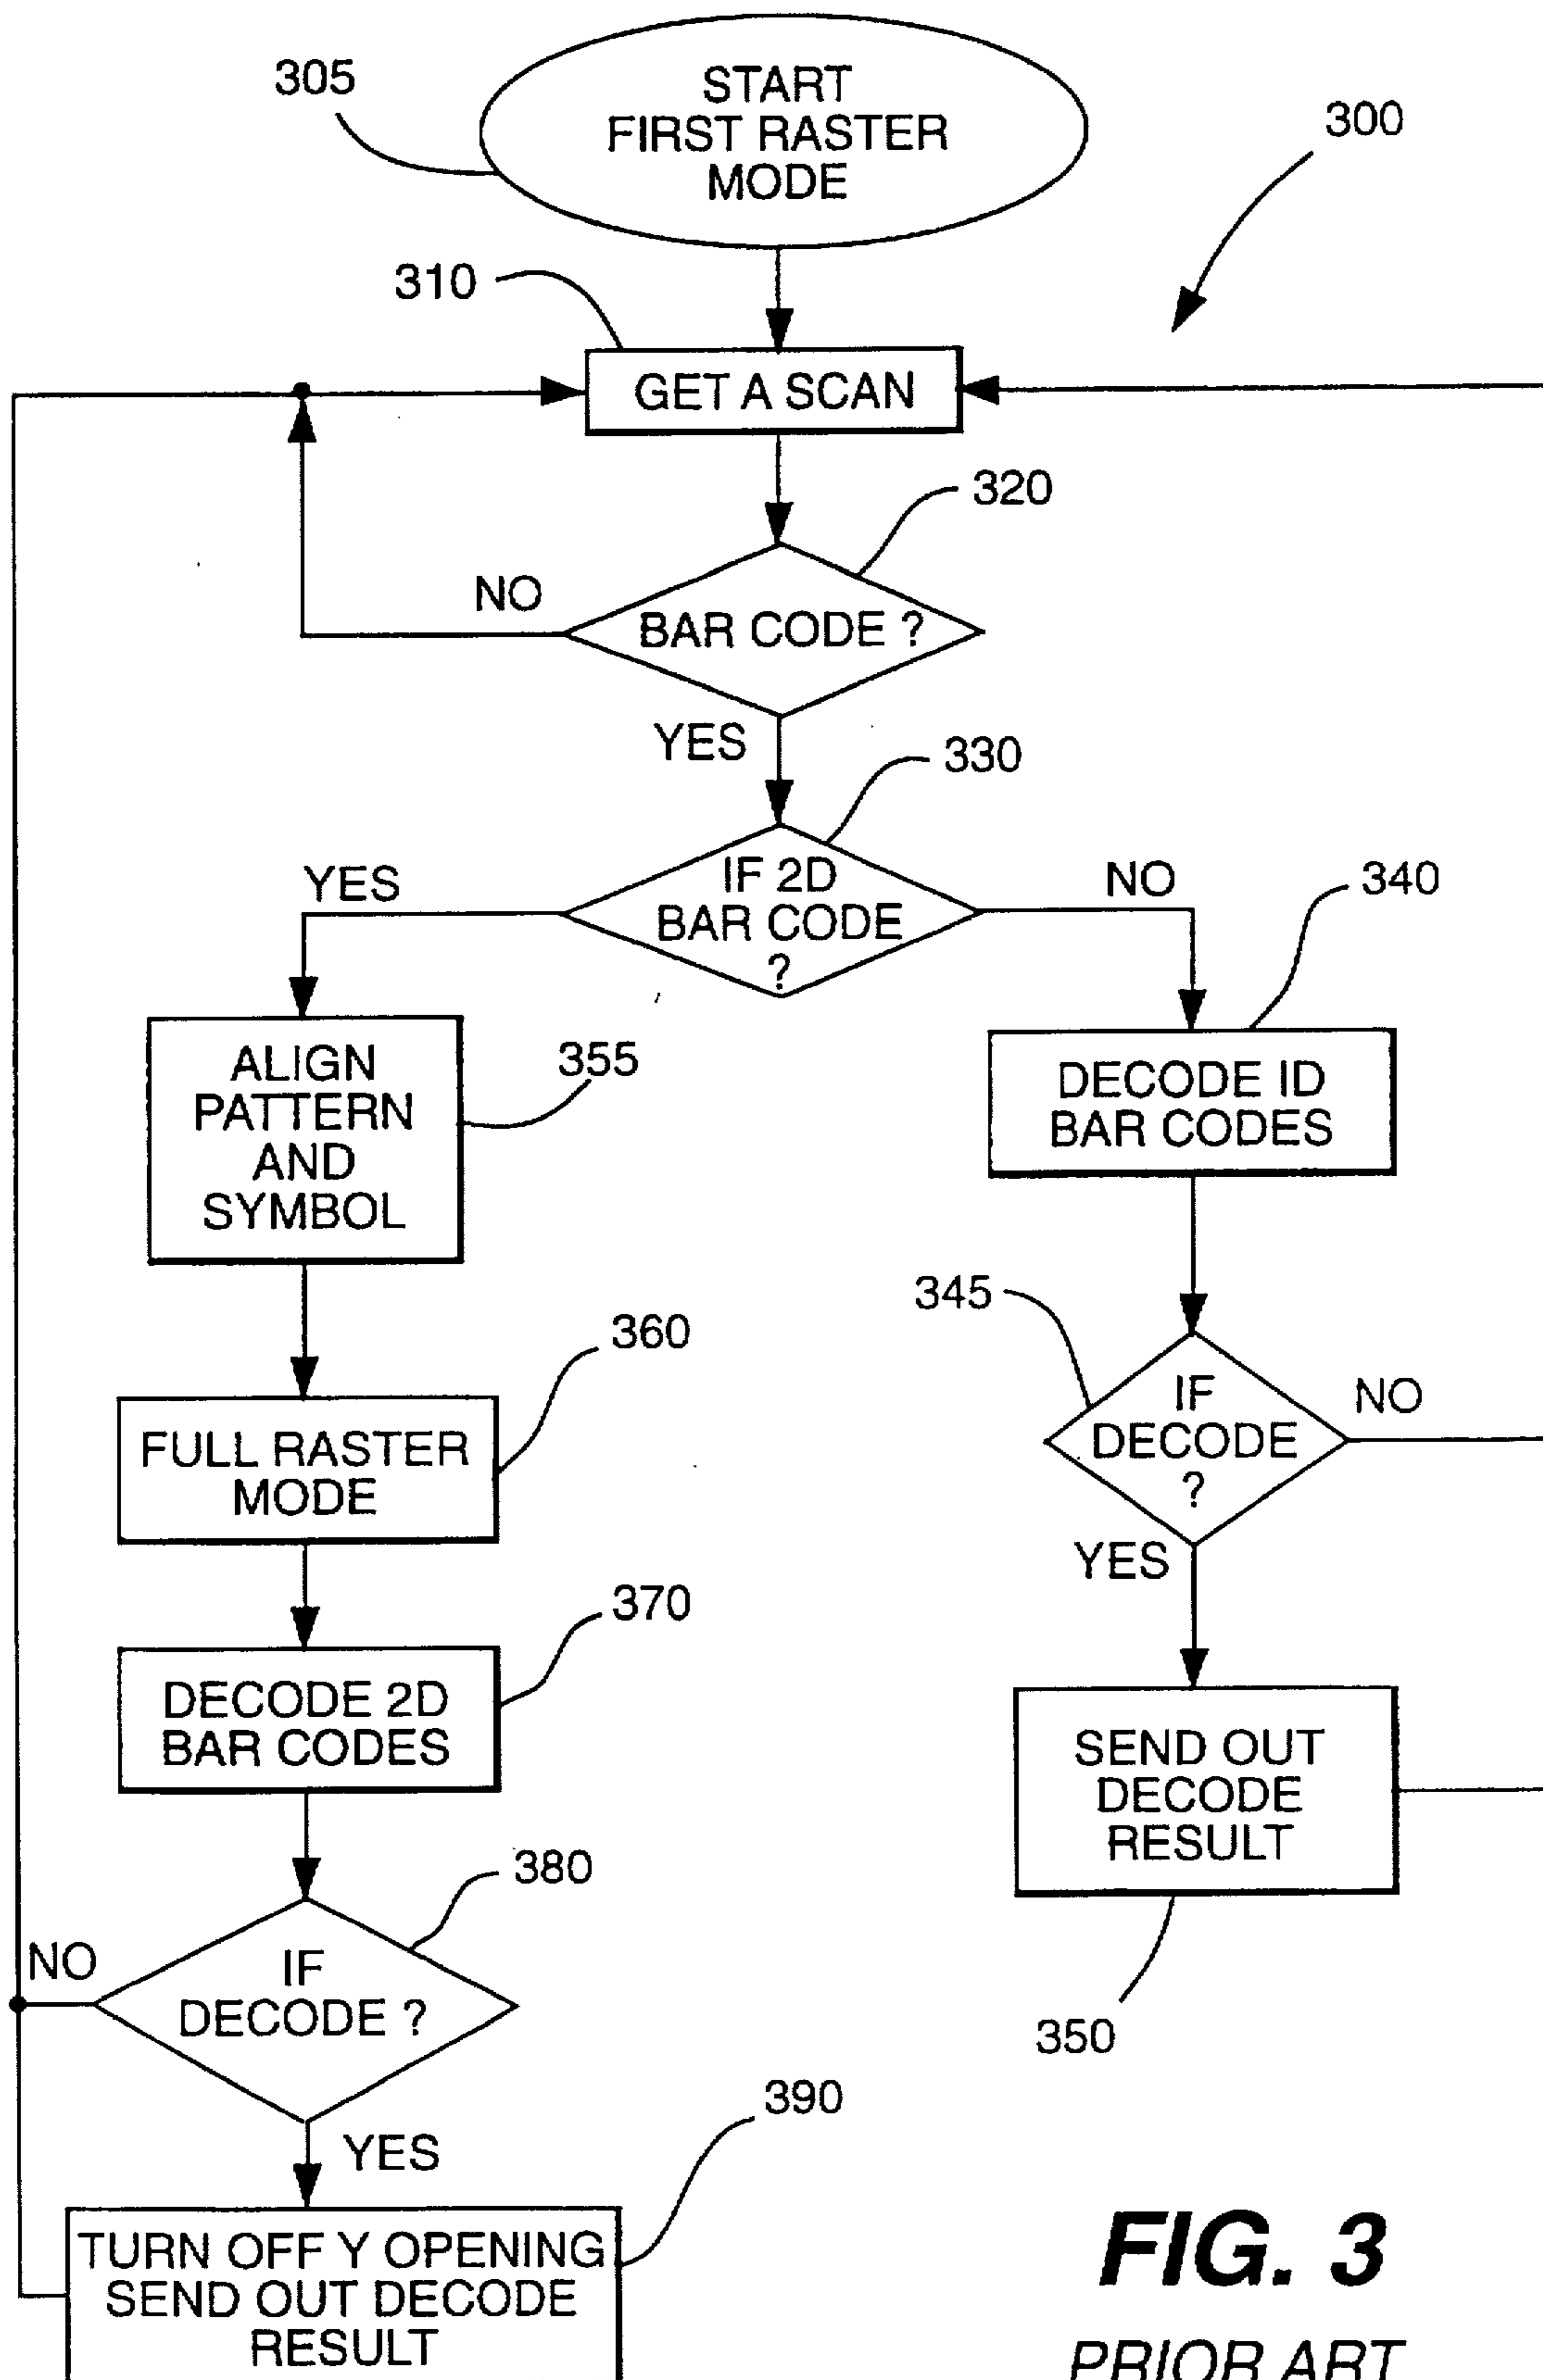 305
START
FIRST RASTER
MODE
300
310
GET A SCAN
320
NO
BAR CODE ?
YES
330
YES
IF 2D
BAR CODE
?
NO
340
ALIGN
PATTERN
AND
SYMBOL
355
DECODE ID
BAR CODES
345
360
IF
DECODE
?
NO
FULL RASTER
MODE
YES
370
DECODE 2D
BAR CODES
SEND OUT
DECODE
RESULT
380
NO
IF
DECODE ?
350
390
YES
TURN OFF Y OPENING
SEND OUT DECODE
RESULT
FIG. 3
PRIOR ART